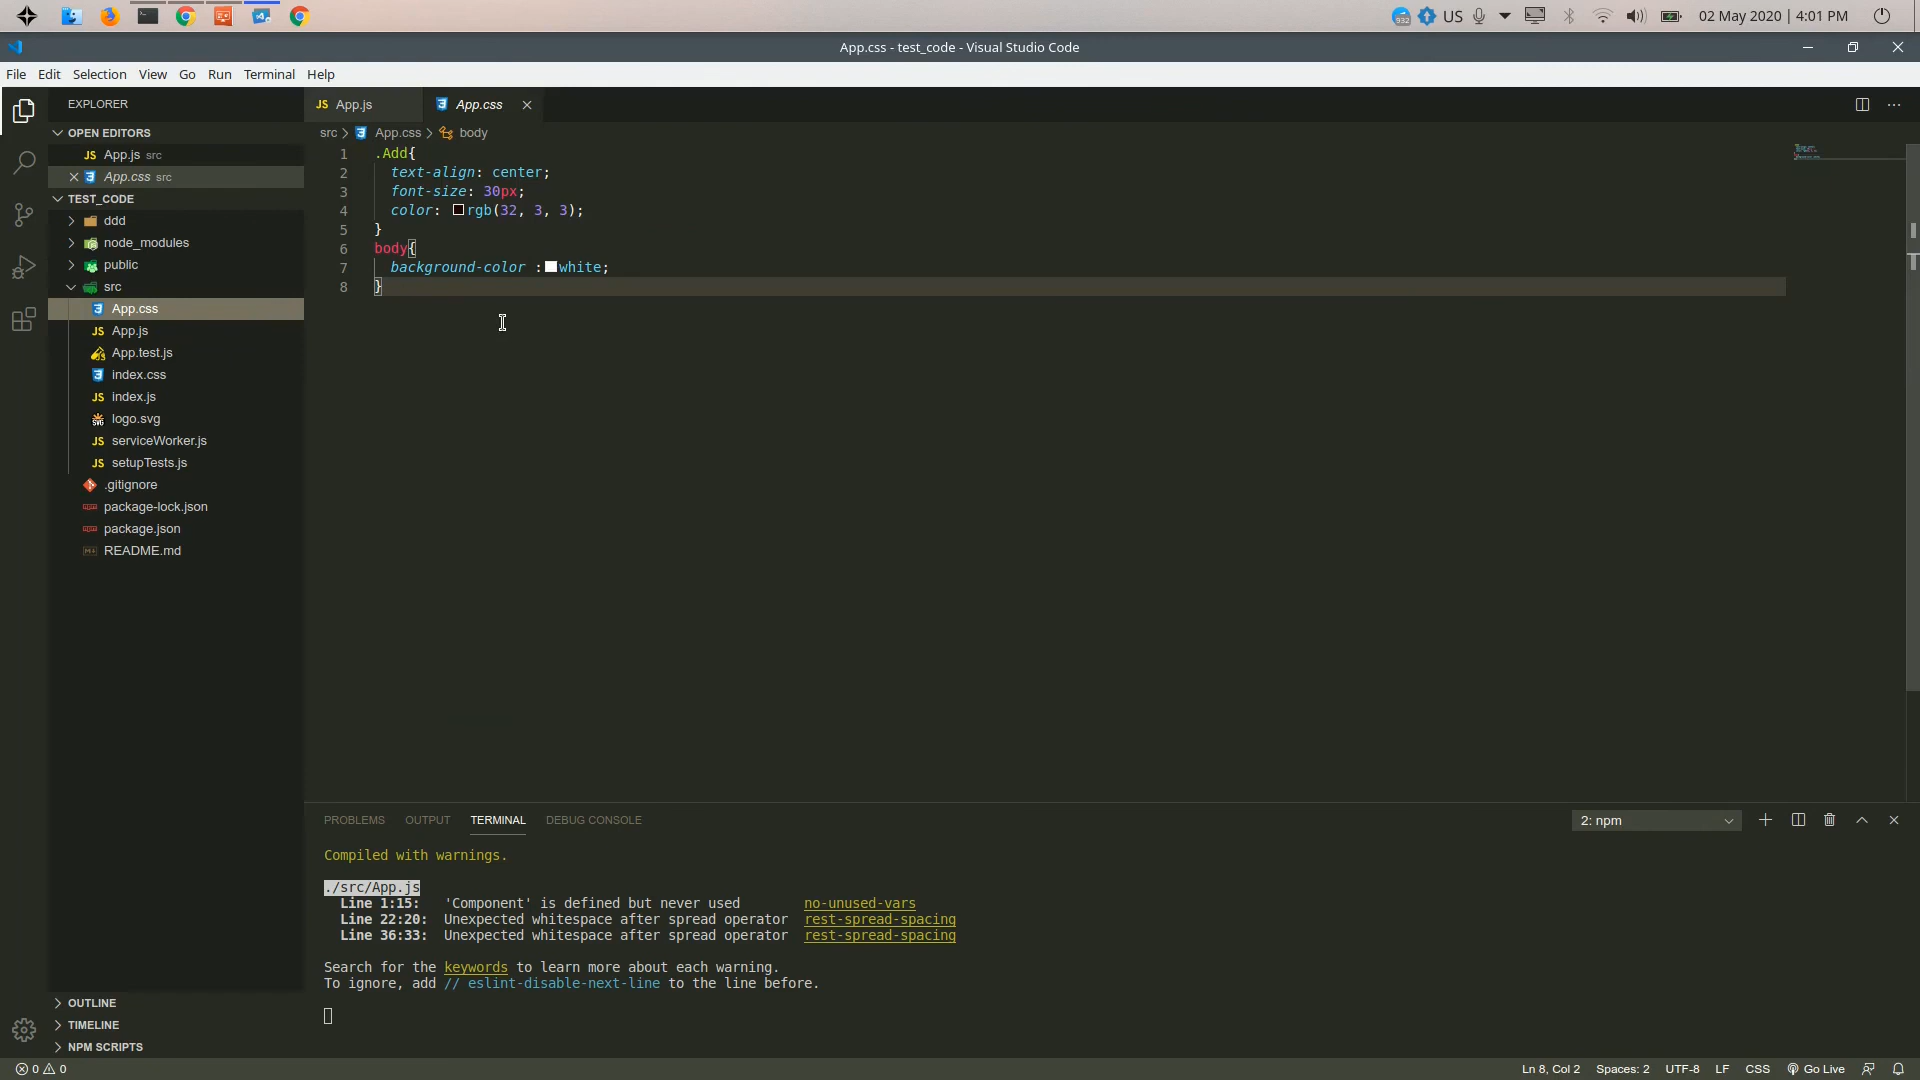 US
02 May 2020 | 4:01 PM
App.css - test_code - Visual Studio Code
File Edit Selection View Go Run Terminal Help
EXPLORER
OPEN EDITORS
JS App.js src
App.css src
TEST_CODE
ddd
node_modules
public
src
App.css
JS App.js
App.test.js
index.css
JS index.js
logo.svg
JS serviceWorker.js
JS setupTests.js
.gitignore
package-lock.json
package.json
README.md
OUTLINE
TIMELINE
NPM SCRIPTS
JS App.js App.css
src > App.css > body
1 .Add{
2 text-align: center;
3 font-size: 30px;
4 color: rgb(32, 3, 3);
5 }
6 body{
7 background-color :white;
8 }
PROBLEMS OUTPUT TERMINAL DEBUG CONSOLE 2: npm
Compiled with warnings.
./src/App.js
Line 1:15: 'Component' is defined but never used no-unused-vars
Line 22:20: Unexpected whitespace after spread operator rest-spread-spacing
Line 36:33: Unexpected whitespace after spread operator rest-spread-spacing
Search for the keywords to learn more about each warning.
To ignore, add // eslint-disable-next-line to the line before.
0 0 Ln 8, Col 2 Spaces: 2 UTF-8 LF CSS Go Live